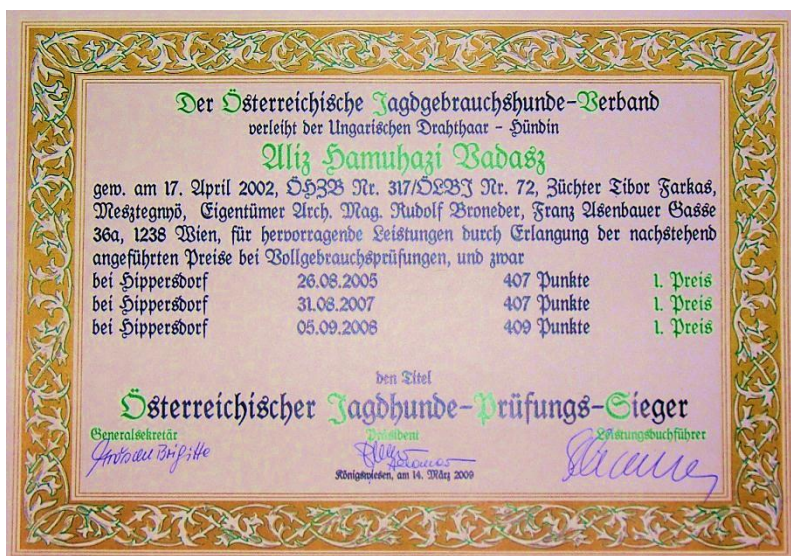 Der Österreichische Jagdgebrauchshunde-Verband
verleiht der Ungarischen Drahthaar - Hündin
Aliz Hamuhazi Vadasz
gew. am 17. April 2002, ÖHZB Nr. 317/ÖLBJ Nr. 72, Züchter Tibor Farkas,
Mesztegnyö, Eigentümer Arch. Mag. Rudolf Broneder, Franz Asenbauer Gasse
36a, 1238 Wien, für hervorragende Leistungen durch Erlangung der nachstehend
angeführten Preise bei Vollgebrauchsprüfungen, und zwar
bei Hippersdorf 26.08.2005 407 Punkte 1. Preis
bei Hippersdorf 31.08.2007 407 Punkte 1. Preis
bei Hippersdorf 05.09.2008 409 Punkte 1. Preis
den Titel
Österreichischer Jagdhunde-Prüfungs-Sieger
Generalsekretär Präsident Leistungsbuchführer
Brigitte
Königswiesen, am 14. März 2009